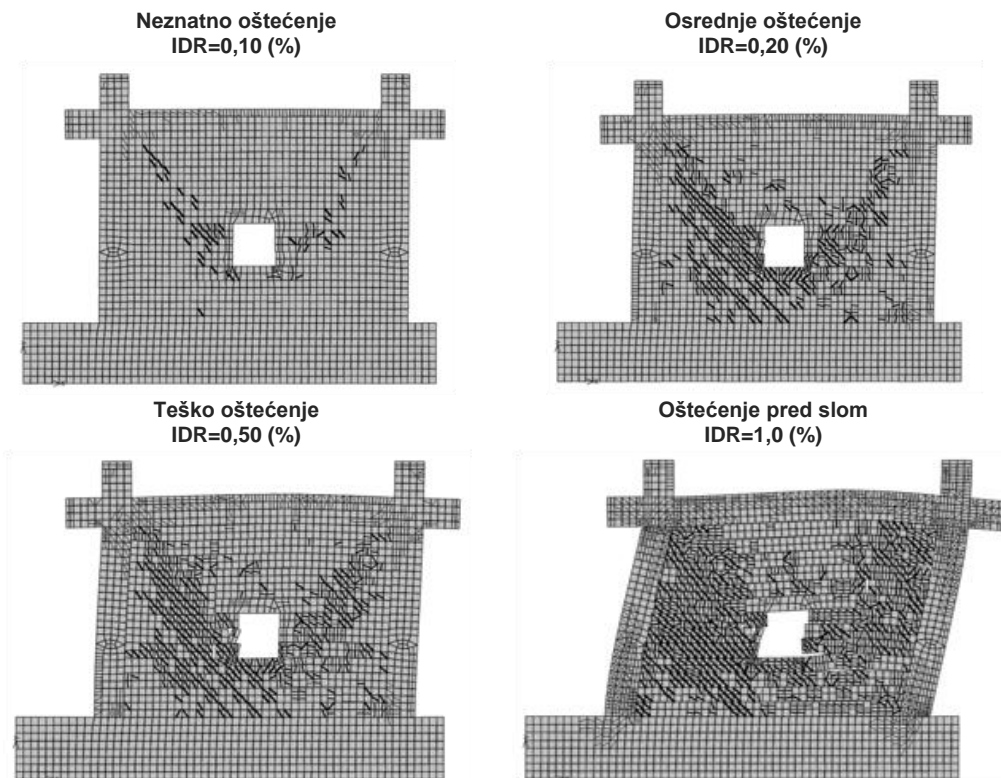 Neznatno oštećenje
IDR=0,10 (%)
Osrednje oštećenje
IDR=0,20 (%)
Teško oštećenje
IDR=0,50 (%)
Oštećenje pred slom
IDR=1,0 (%)